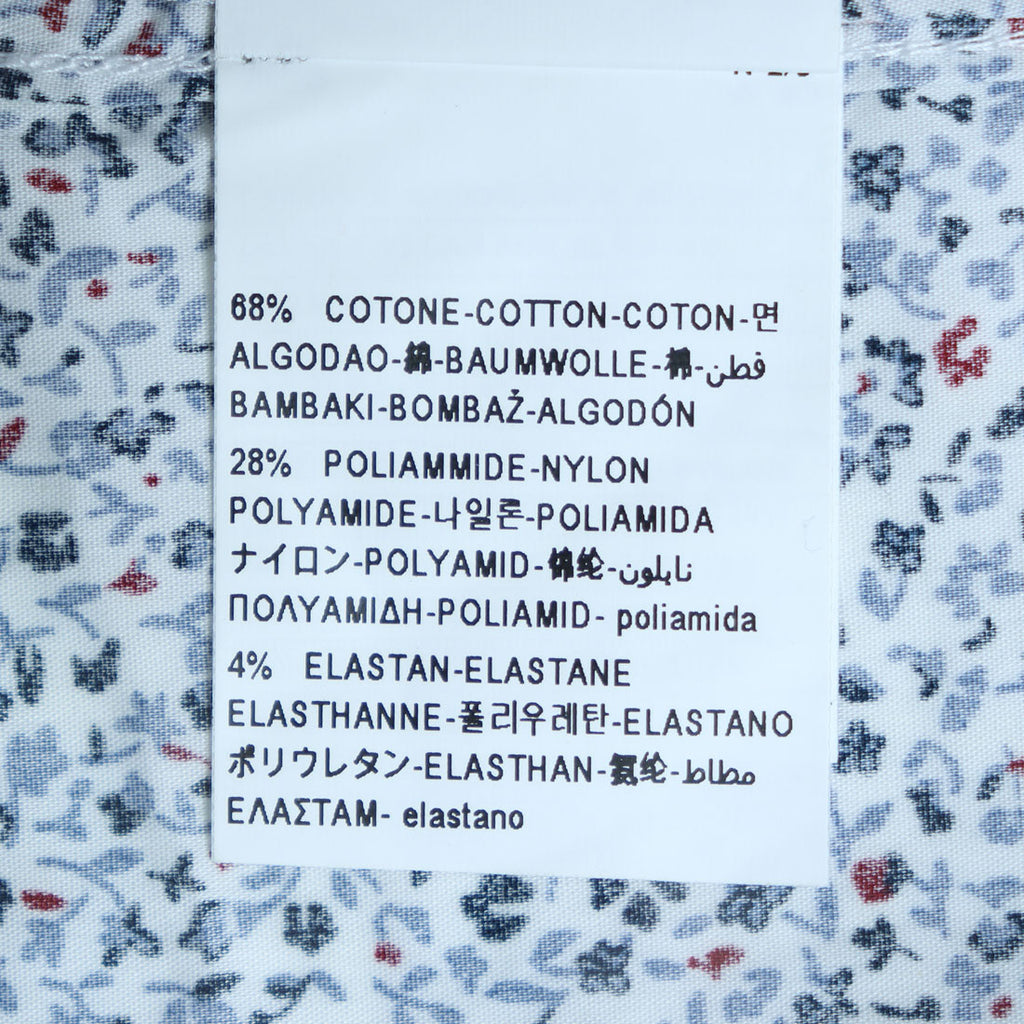 68% COTONE-COTTON-COTON-면
ALGODAO-綿-BAUMWOLLE-棉-قطن
BAMBAKI-BOMBAŽ-ALGODÓN
28% POLIAMMIDE-NYLON
POLYAMIDE-나일론-POLIAMIDA
ナイロン-POLYAMID-锦纶-نايلون
ΠΟΛΥΑΜΙΔΗ-POLIAMID- poliamida
4% ELASTAN-ELASTANE
ELASTHANNE-폴리우레탄-ELASTANO
ポリウレタン-ELASTHAN-氨纶-مطاط
ΕΛΑΣΤΑΜ- elastano